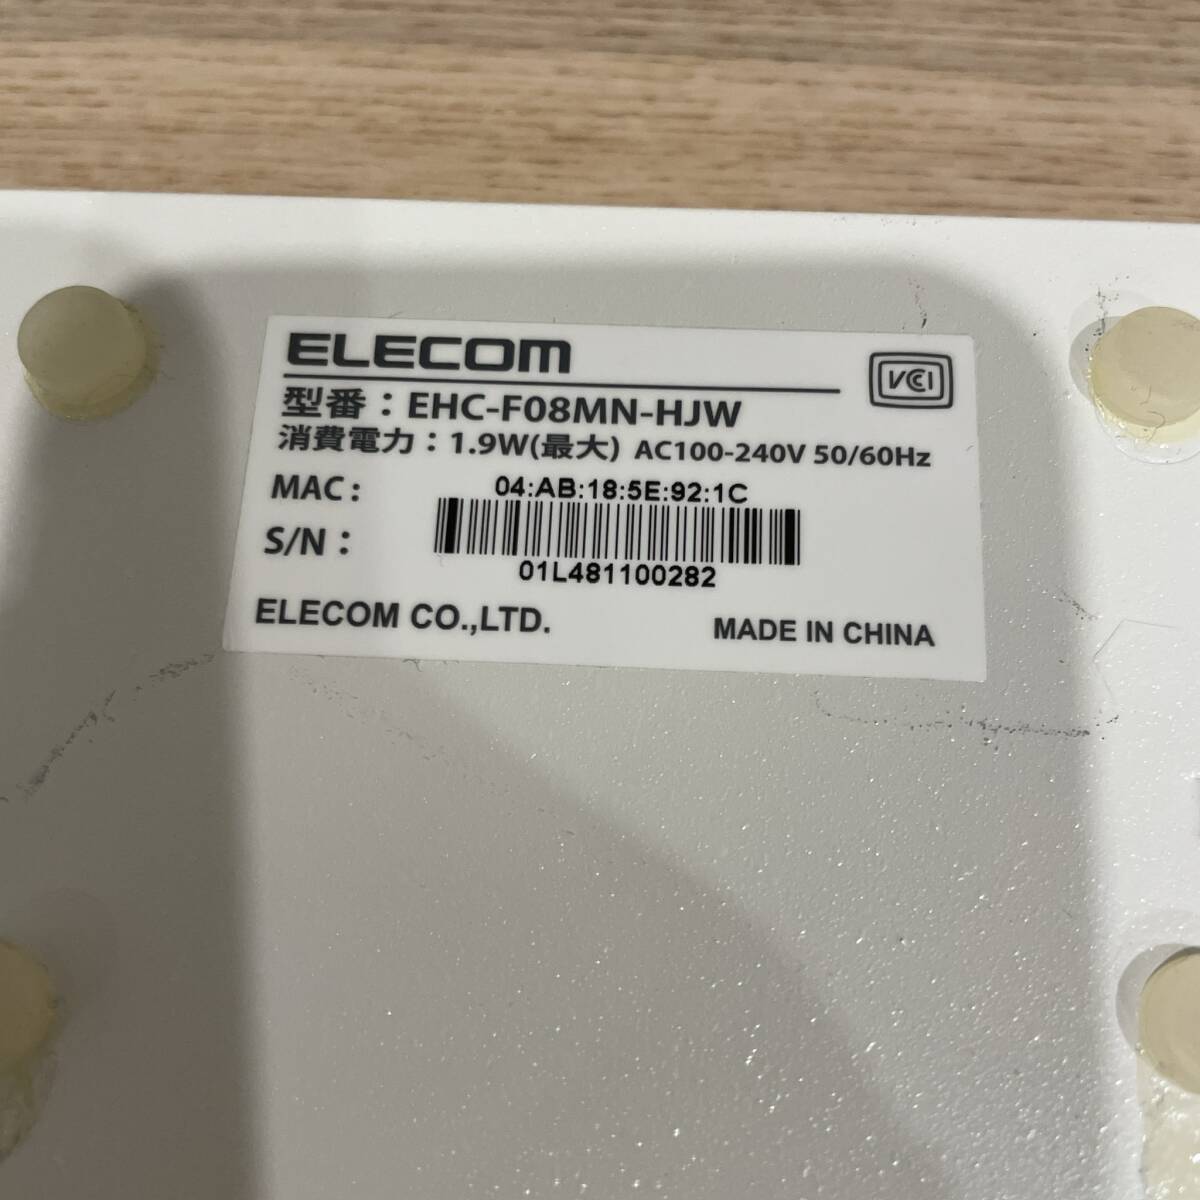 ELECOM
VCCI
型番：EHC-F08MN-HJW
消費電力：1.9W(最大) AC100-240V 50/60Hz
MAC: 04:AB:18:5E:92:1C
S/N：
01L481100282
ELECOM CO.,LTD. MADE IN CHINA